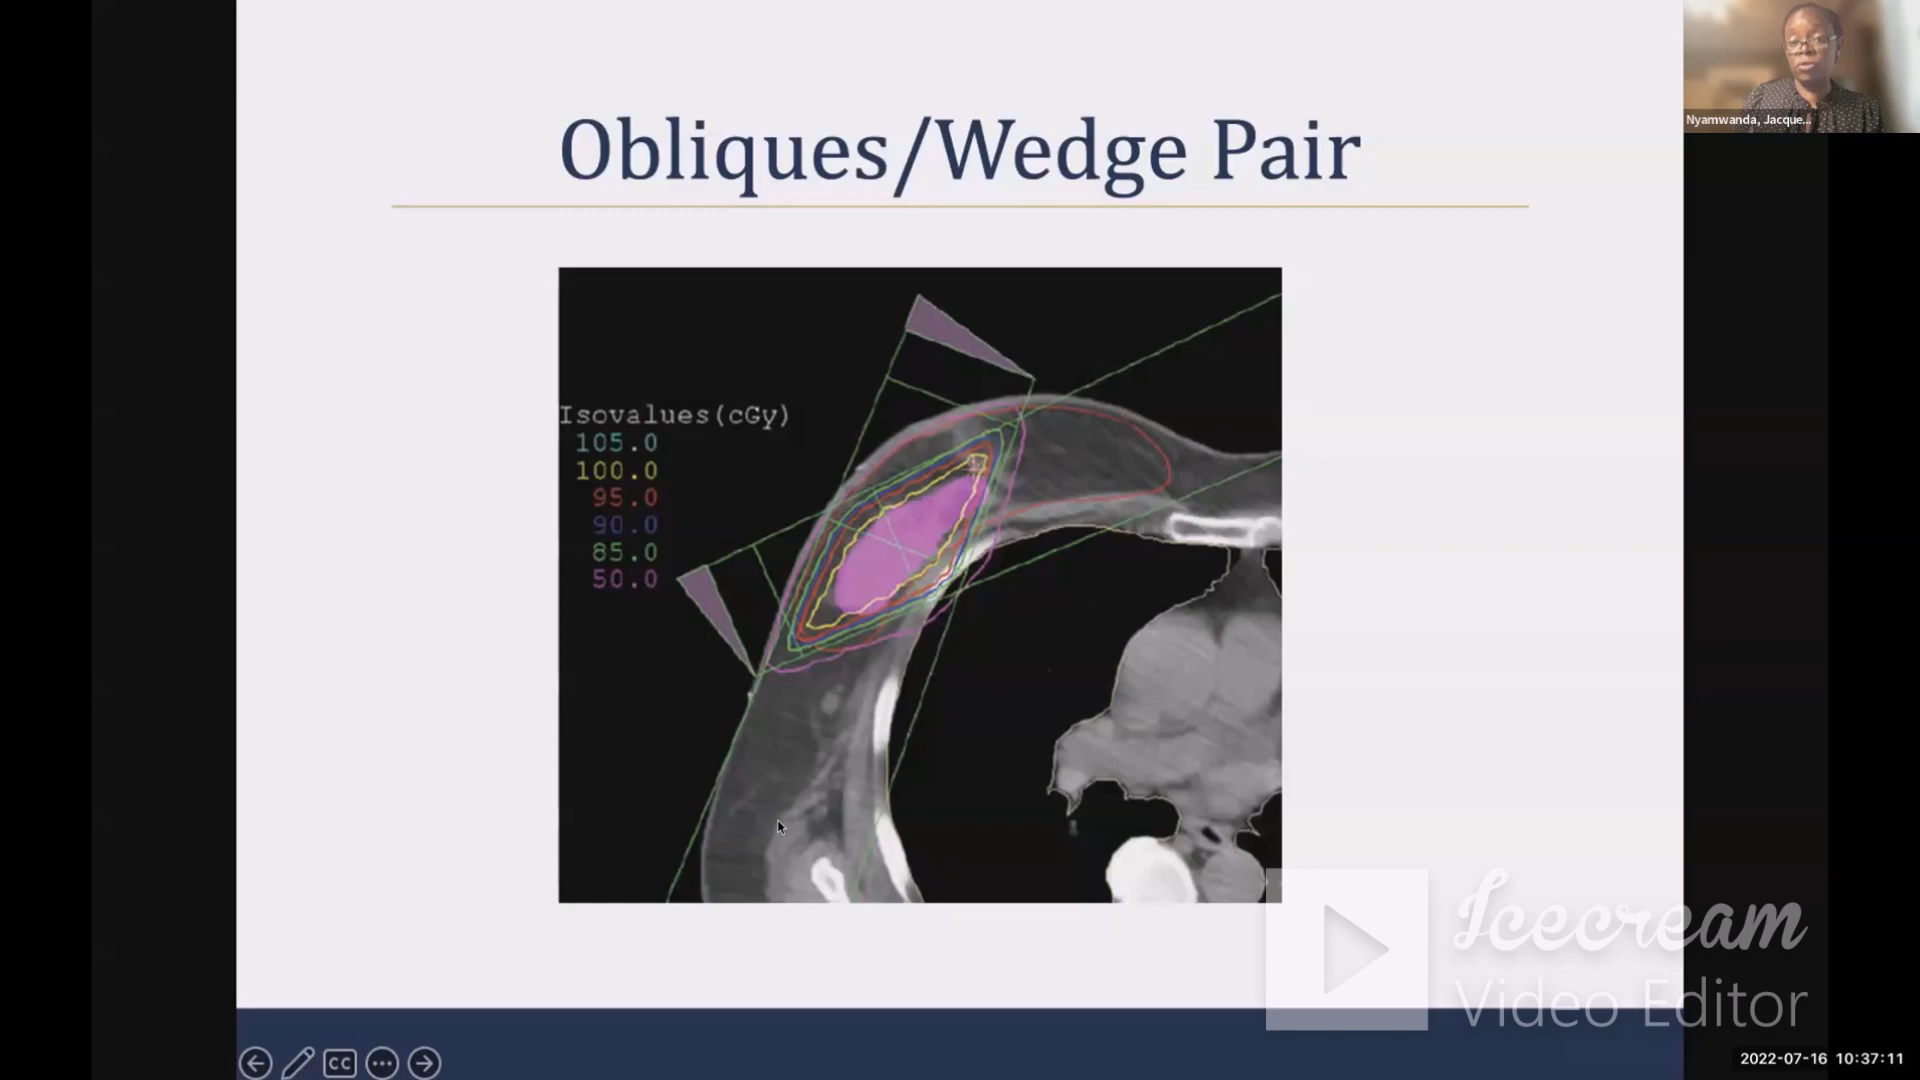 Obliques/Wedge Pair
Nyamwanda, Jacque...
Isovalues(cGy)
105.0
100.0
95.0
90.0
85.0
50.0
Icecream
Video Editor
CC
2022-07-16 10:37:11